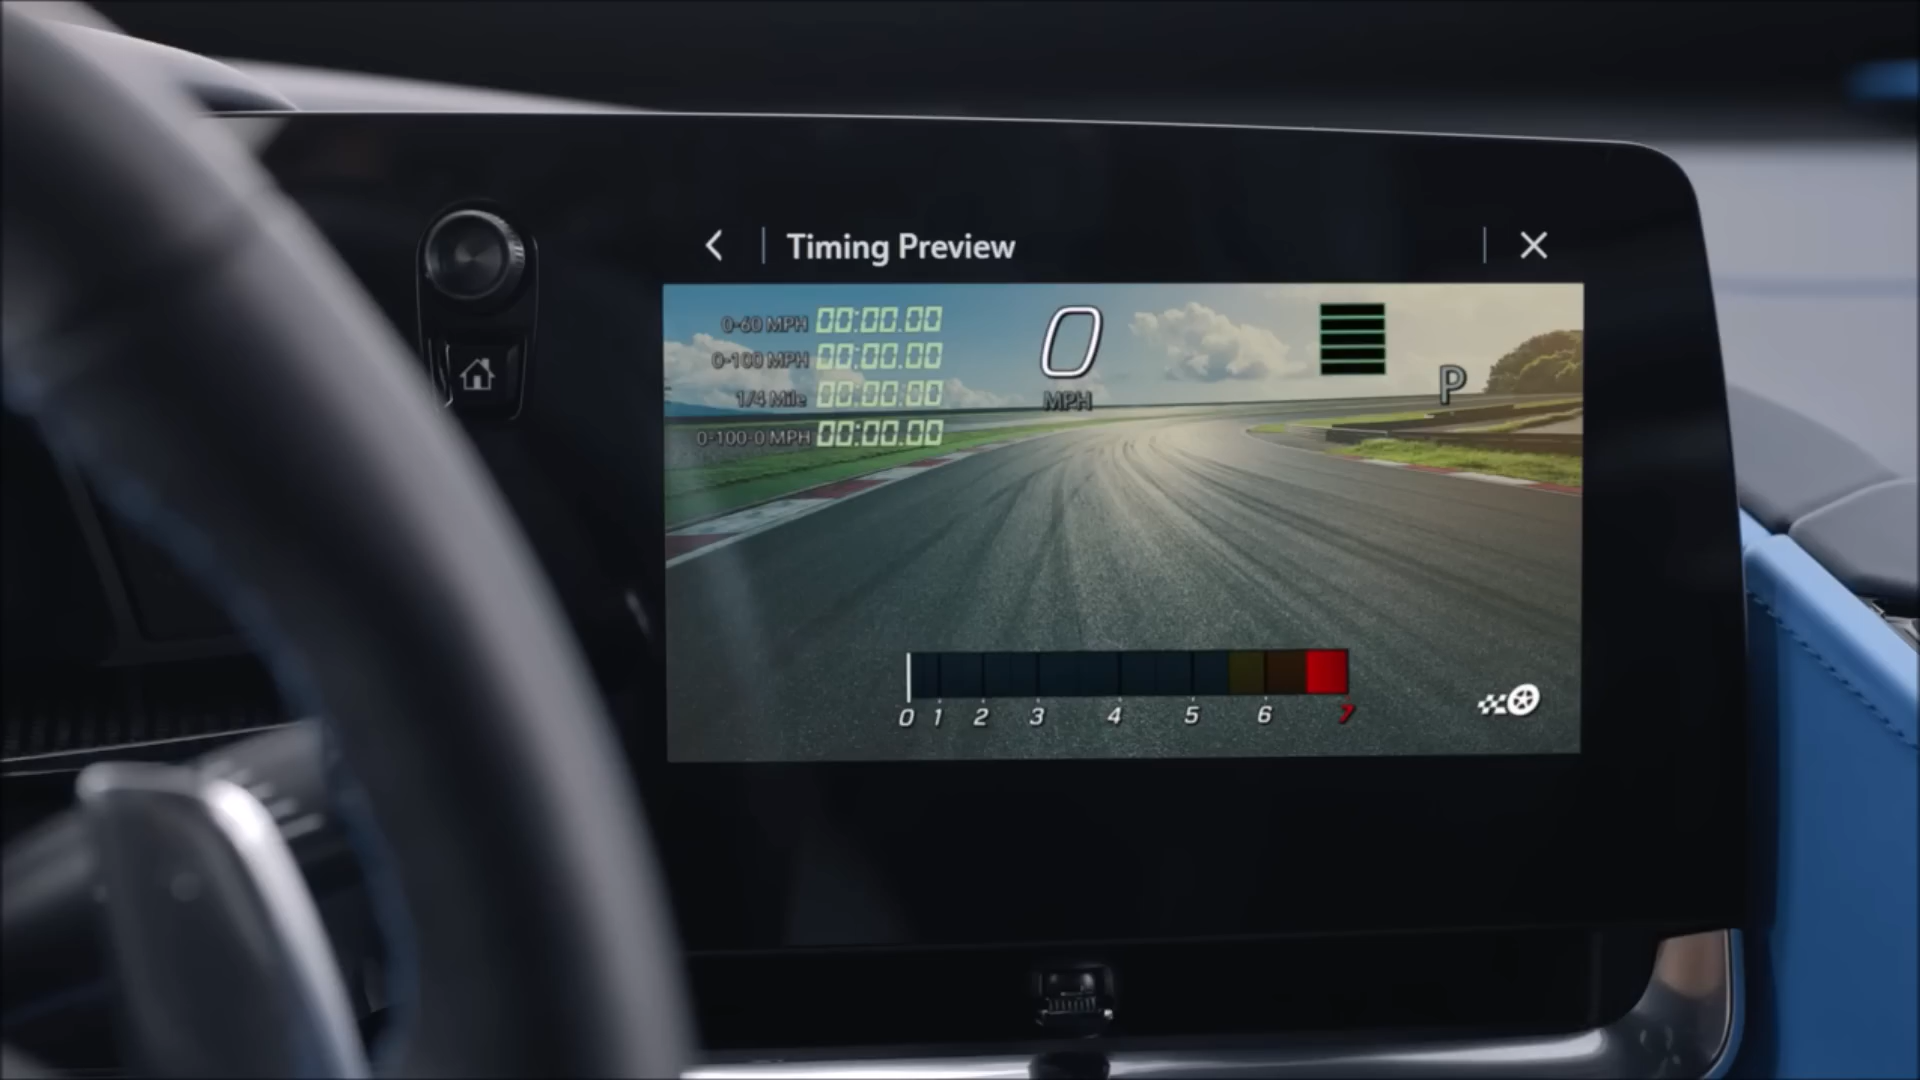 Timing Preview
0-60 MPH 00:00.00
0-100 MPH 00:00.00
1/4 Mile 00:00:00
0-100-0 MPH 00:00.00
0
MPH
P
0 1 2 3 4 5 6 7